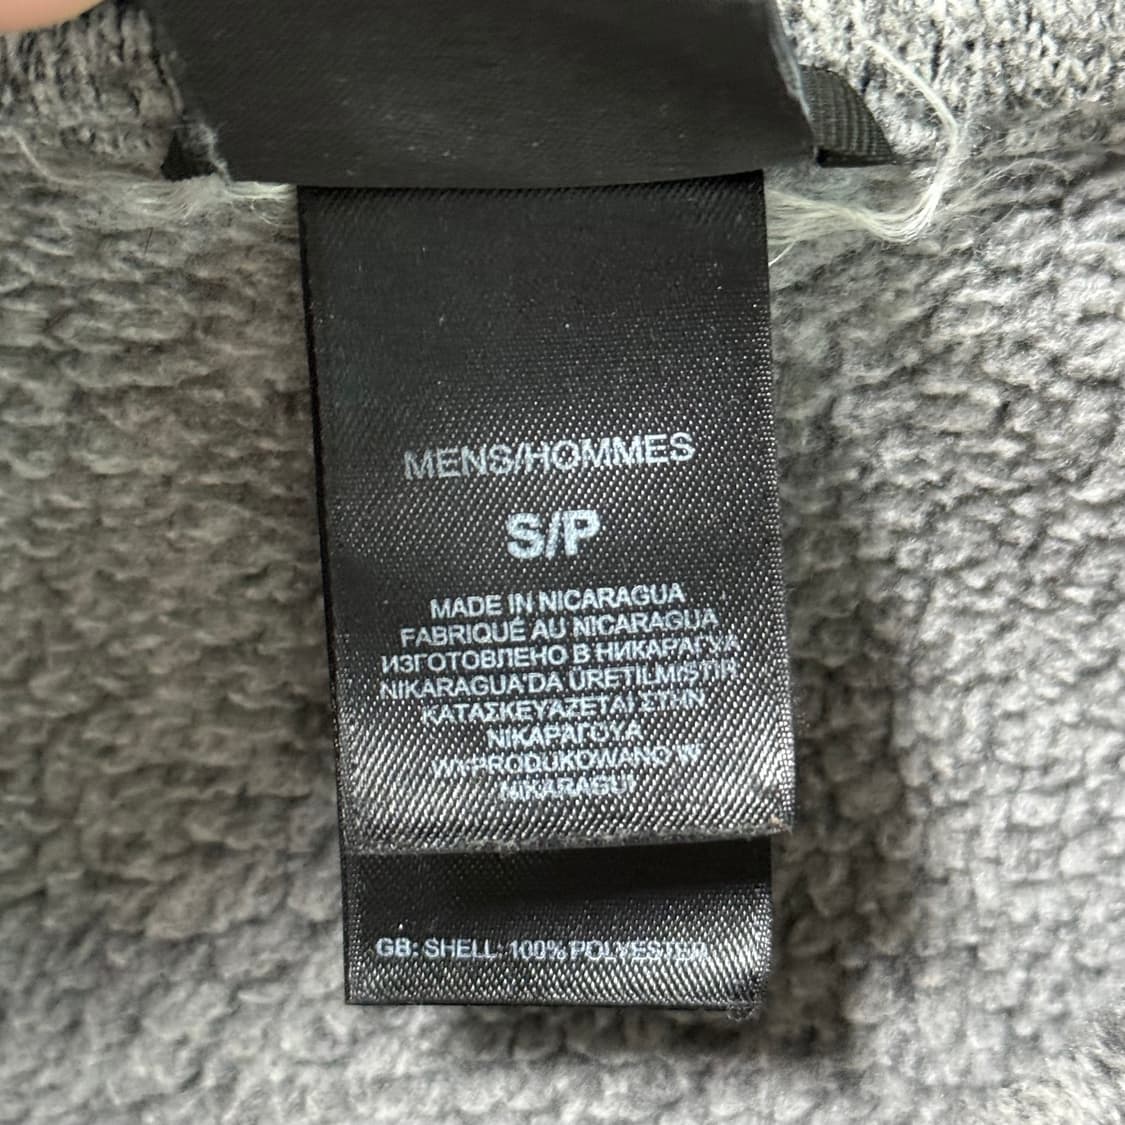 MENS/HOMMES
S/P
MADE IN NICARAGUA
FABRIQUÉ AU NICARAGUA
ИЗГОТОВЛЕНО В НИКАРАГУА
NIKARAGUA'DA ÜRETILMIŞTIR
ΚΑΤΑΣΚΕΥΑΖΕΤΑΙ ΣΤΗΝ
ΝΙΚΑΡΑΓΟΥΑ
WYPRODUKOWANO W
NIKARAGUI
GB: SHELL: 100% POLYESTER